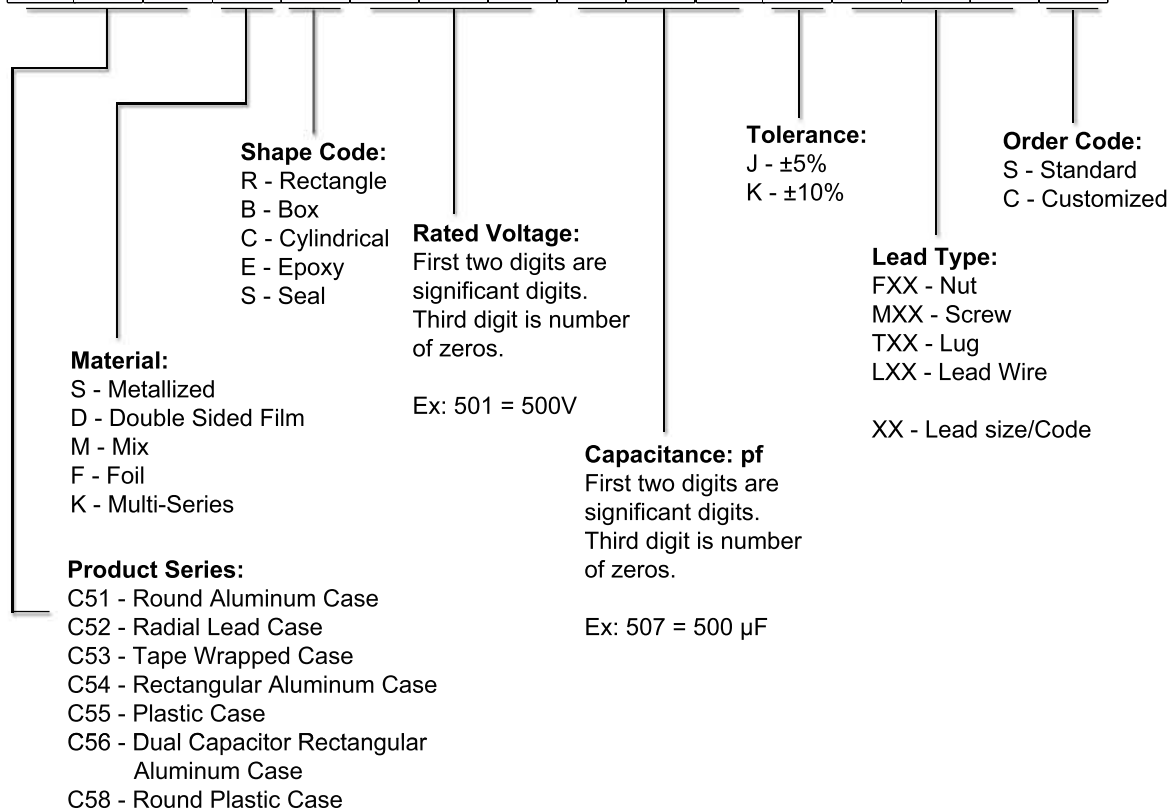 Shape Code:
R - Rectangle
B - Box
C - Cylindrical
E - Epoxy
S - Seal
Tolerance:
J - ±5%
K - ±10%
Order Code:
S - Standard
C - Customized
Rated Voltage:
First two digits are
significant digits.
Third digit is number
of zeros.
Ex: 501 = 500V
Lead Type:
FXX - Nut
MXX - Screw
TXX - Lug
LXX - Lead Wire
XX - Lead size/Code
Material:
S - Metallized
D - Double Sided Film
M - Mix
F - Foil
K - Multi-Series
Capacitance: pf
First two digits are
significant digits.
Third digit is number
of zeros.
Ex: 507 = 500 µF
Product Series:
C51 - Round Aluminum Case
C52 - Radial Lead Case
C53 - Tape Wrapped Case
C54 - Rectangular Aluminum Case
C55 - Plastic Case
C56 - Dual Capacitor Rectangular
Aluminum Case
C58 - Round Plastic Case